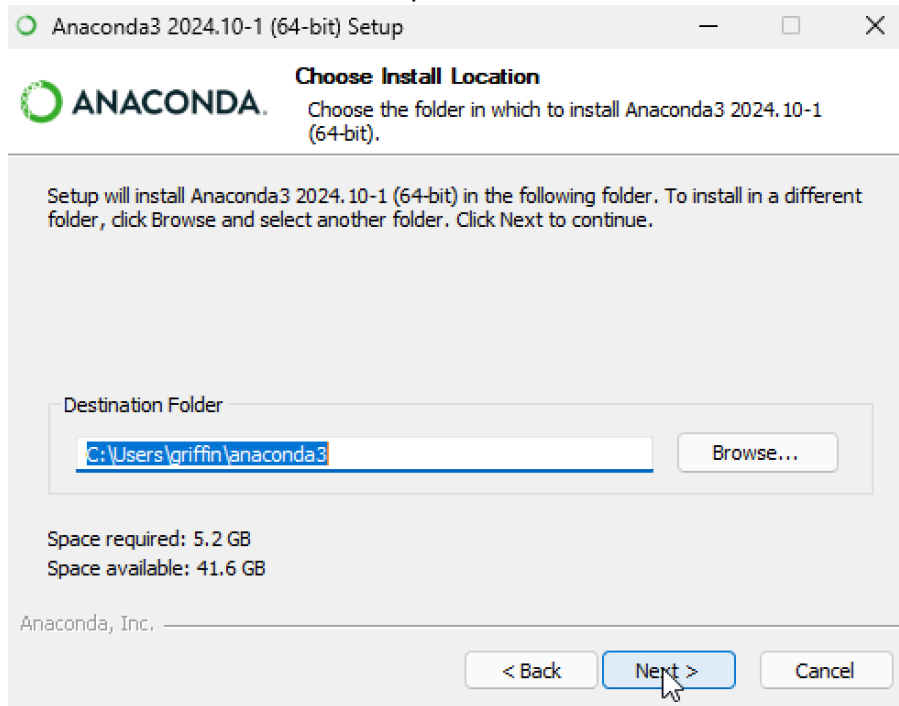 Anaconda3 2024.10-1 (64-bit) Setup
ANACONDA.
Choose Install Location
Choose the folder in which to install Anaconda3 2024.10-1
(64-bit).
Setup will install Anaconda3 2024.10-1 (64-bit) in the following folder. To install in a different
folder, click Browse and select another folder. Click Next to continue.
Destination Folder
C:\Users\griffin\anaconda3
Browse...
Space required: 5.2 GB
Space available: 41.6 GB
Anaconda, Inc.
< Back
Next >
Cancel